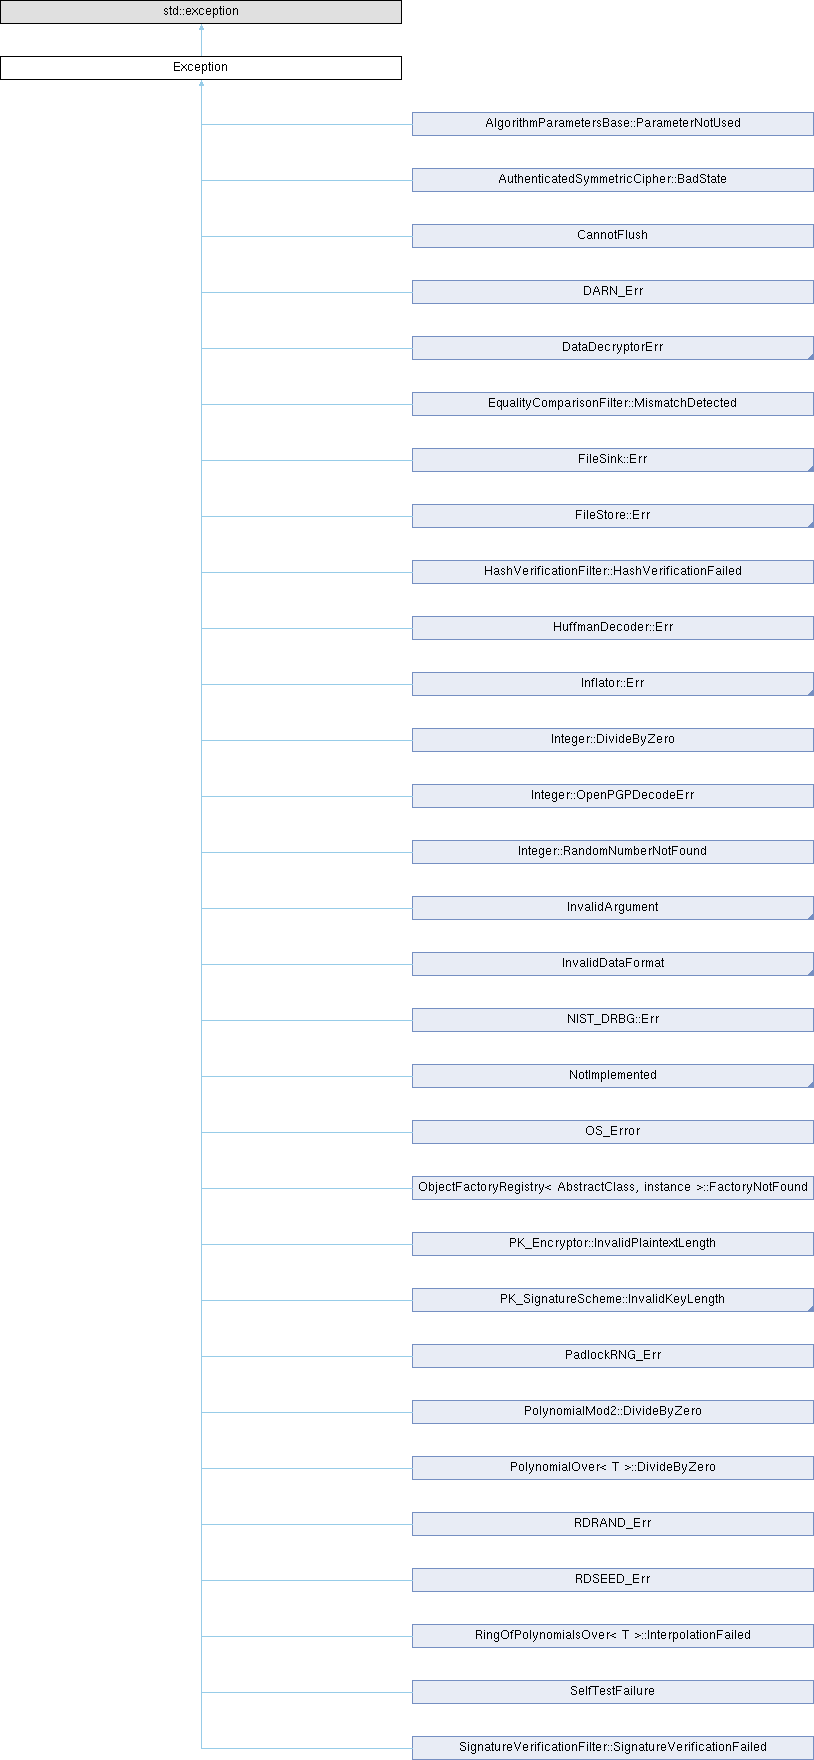 std::exception
Exception
AlgorithmParametersBase::ParameterNotUsed
AuthenticatedSymmetricCipher::BadState
CannotFlush
DARN_Err
DataDecryptorErr
EqualityComparisonFilter::MismatchDetected
FileSink::Err
FileStore::Err
HashVerificationFilter::HashVerificationFailed
HuffmanDecoder::Err
Inflator::Err
Integer::DivideByZero
Integer::OpenPGPDecodeErr
Integer::RandomNumberNotFound
InvalidArgument
InvalidDataFormat
NIST_DRBG::Err
NotImplemented
OS_Error
ObjectFactoryRegistry< AbstractClass, instance >::FactoryNotFound
PK_Encryptor::InvalidPlaintextLength
PK_SignatureScheme::InvalidKeyLength
PadlockRNG_Err
PolynomialMod2::DivideByZero
PolynomialOver< T >::DivideByZero
RDRAND_Err
RDSEED_Err
RingOfPolynomialsOver< T >::InterpolationFailed
SelfTestFailure
SignatureVerificationFilter::SignatureVerificationFailed